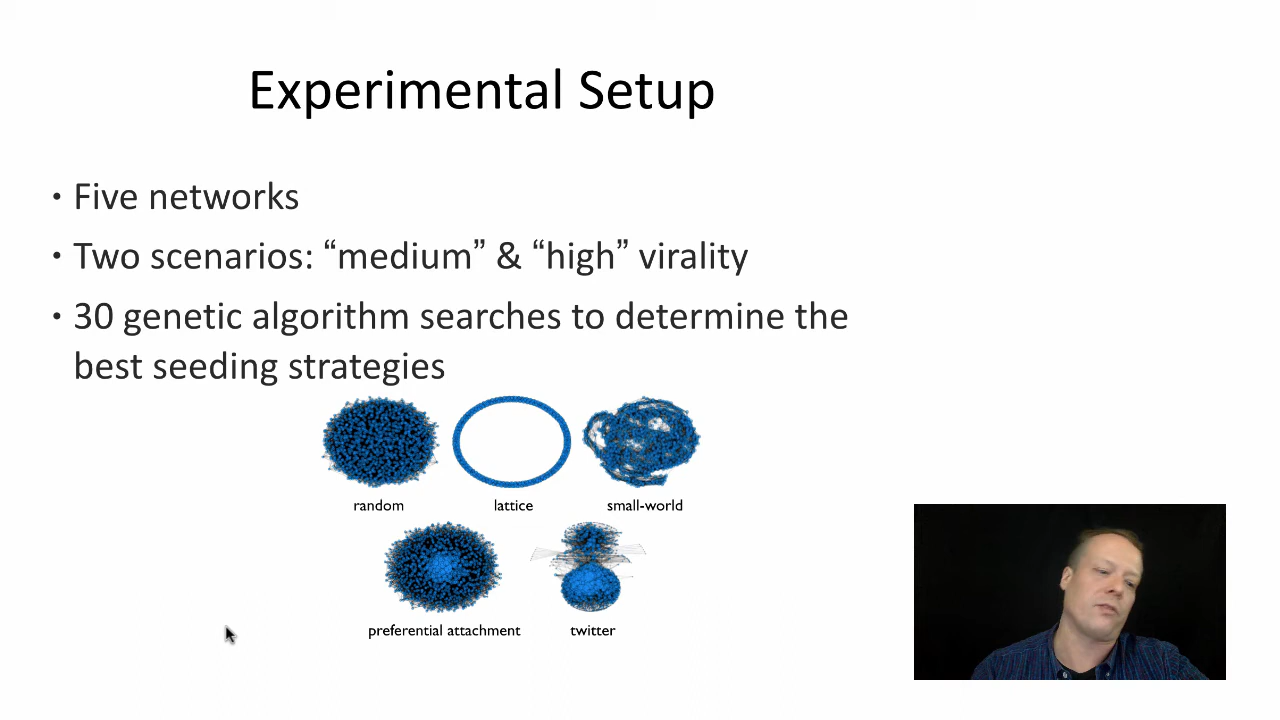 Experimental Setup
• Five networks
• Two scenarios: “medium” & “high” virality
• 30 genetic algorithm searches to determine the
best seeding strategies
random lattice small-world
preferential attachment twitter